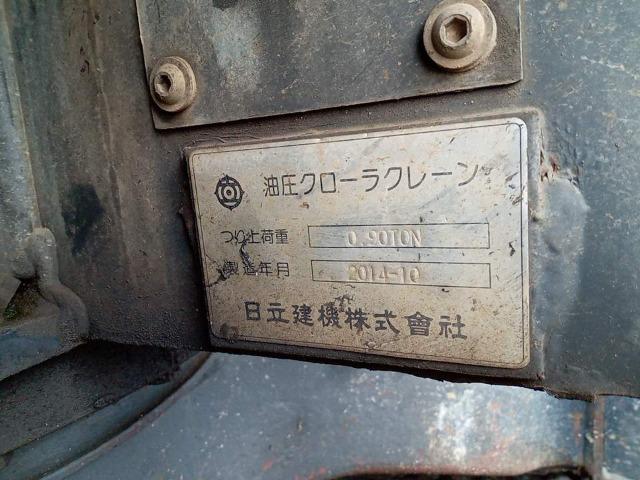 油圧クローラクレーン
つり上荷重 0.90TON
製造年月 2014-10
日立建機株式會社